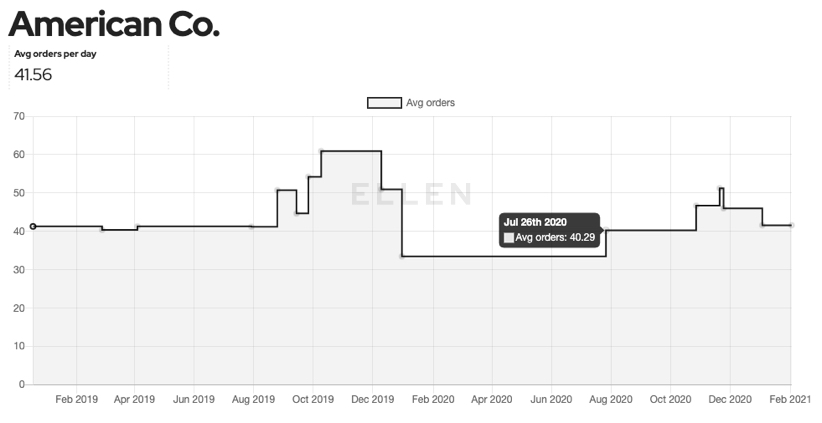 American Co.
Avg orders per day
41.56
Avg orders
70
60
50
ELLEN
40
Jul 26th 2020
Avg orders: 40.29
30
20
10
0
Feb 2019 Apr 2019 Jun 2019 Aug 2019 Oct 2019 Dec 2019 Feb 2020 Apr 2020 Jun 2020 Aug 2020 Oct 2020 Dec 2020 Feb 2021